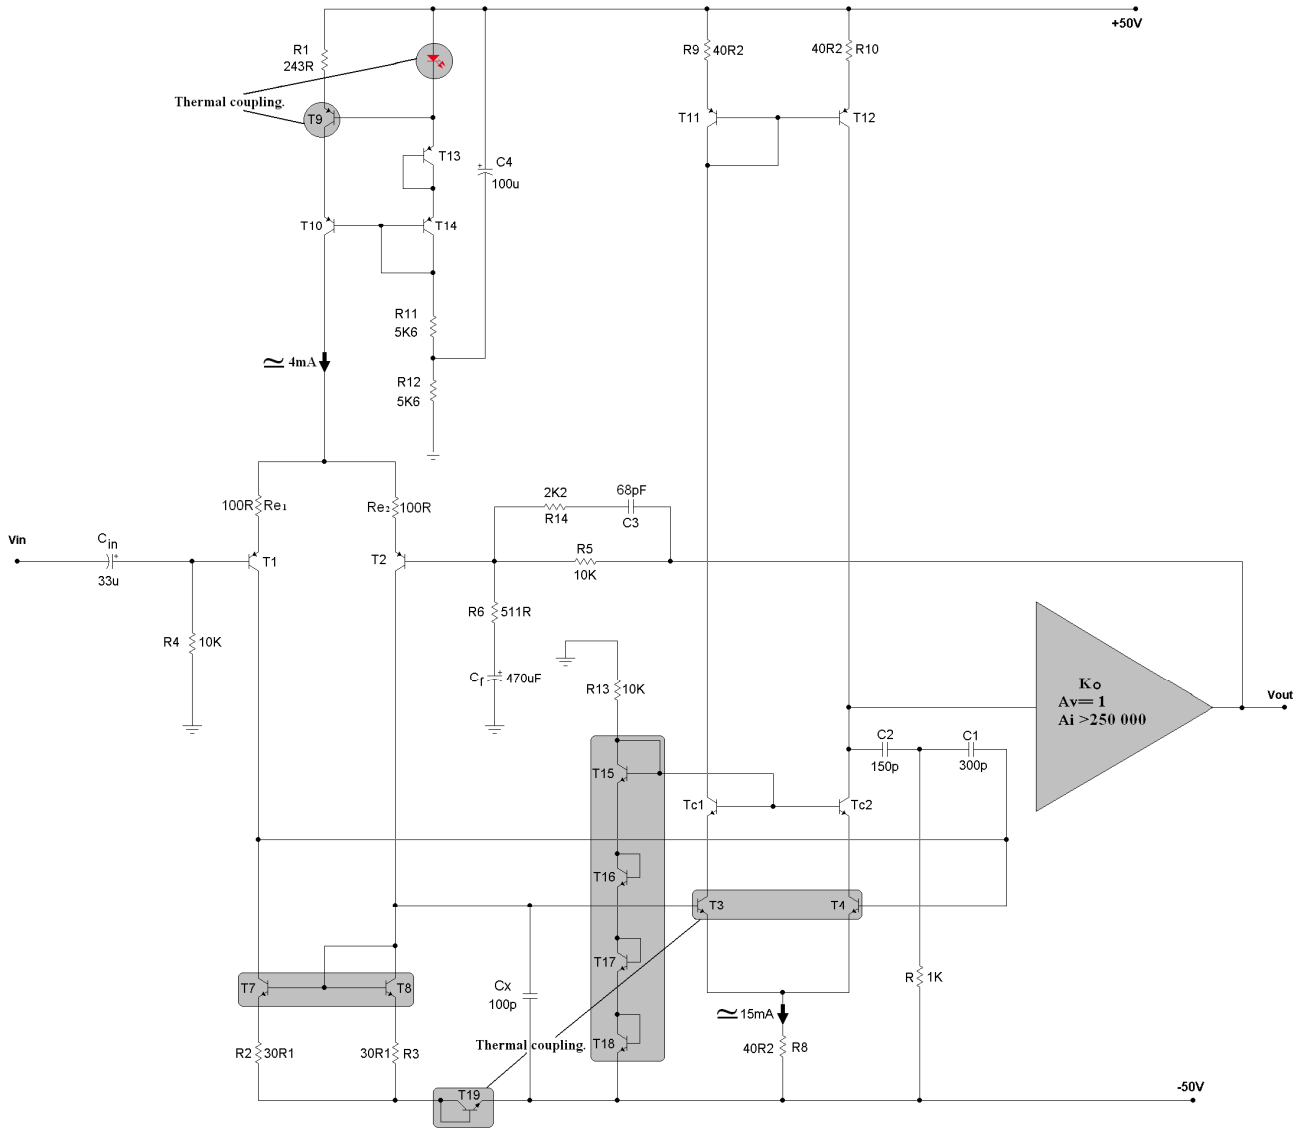 +50V
R1
243R
R9
40R2
40R2
R10
Thermal coupling.
T9
T11
T12
T13
C4
100u
T10
T14
R11
5K6
≃ 4mA
R12
5K6
100R
Re₁
Re₂
100R
2K2
R14
68pF
C3
Vin
Cin
33u
T1
T2
R5
10K
R6
511R
R4
10K
Cf
470uF
R13
10K
Ko
Av= 1
Ai >250 000
Vout
C2
150p
C1
300p
T15
Tc1
Tc2
T16
T3
T4
T17
T7
T8
Cx
100p
R
1K
≃ 15mA
T18
Thermal coupling.
R2
30R1
30R1
R3
40R2
R8
T19
-50V